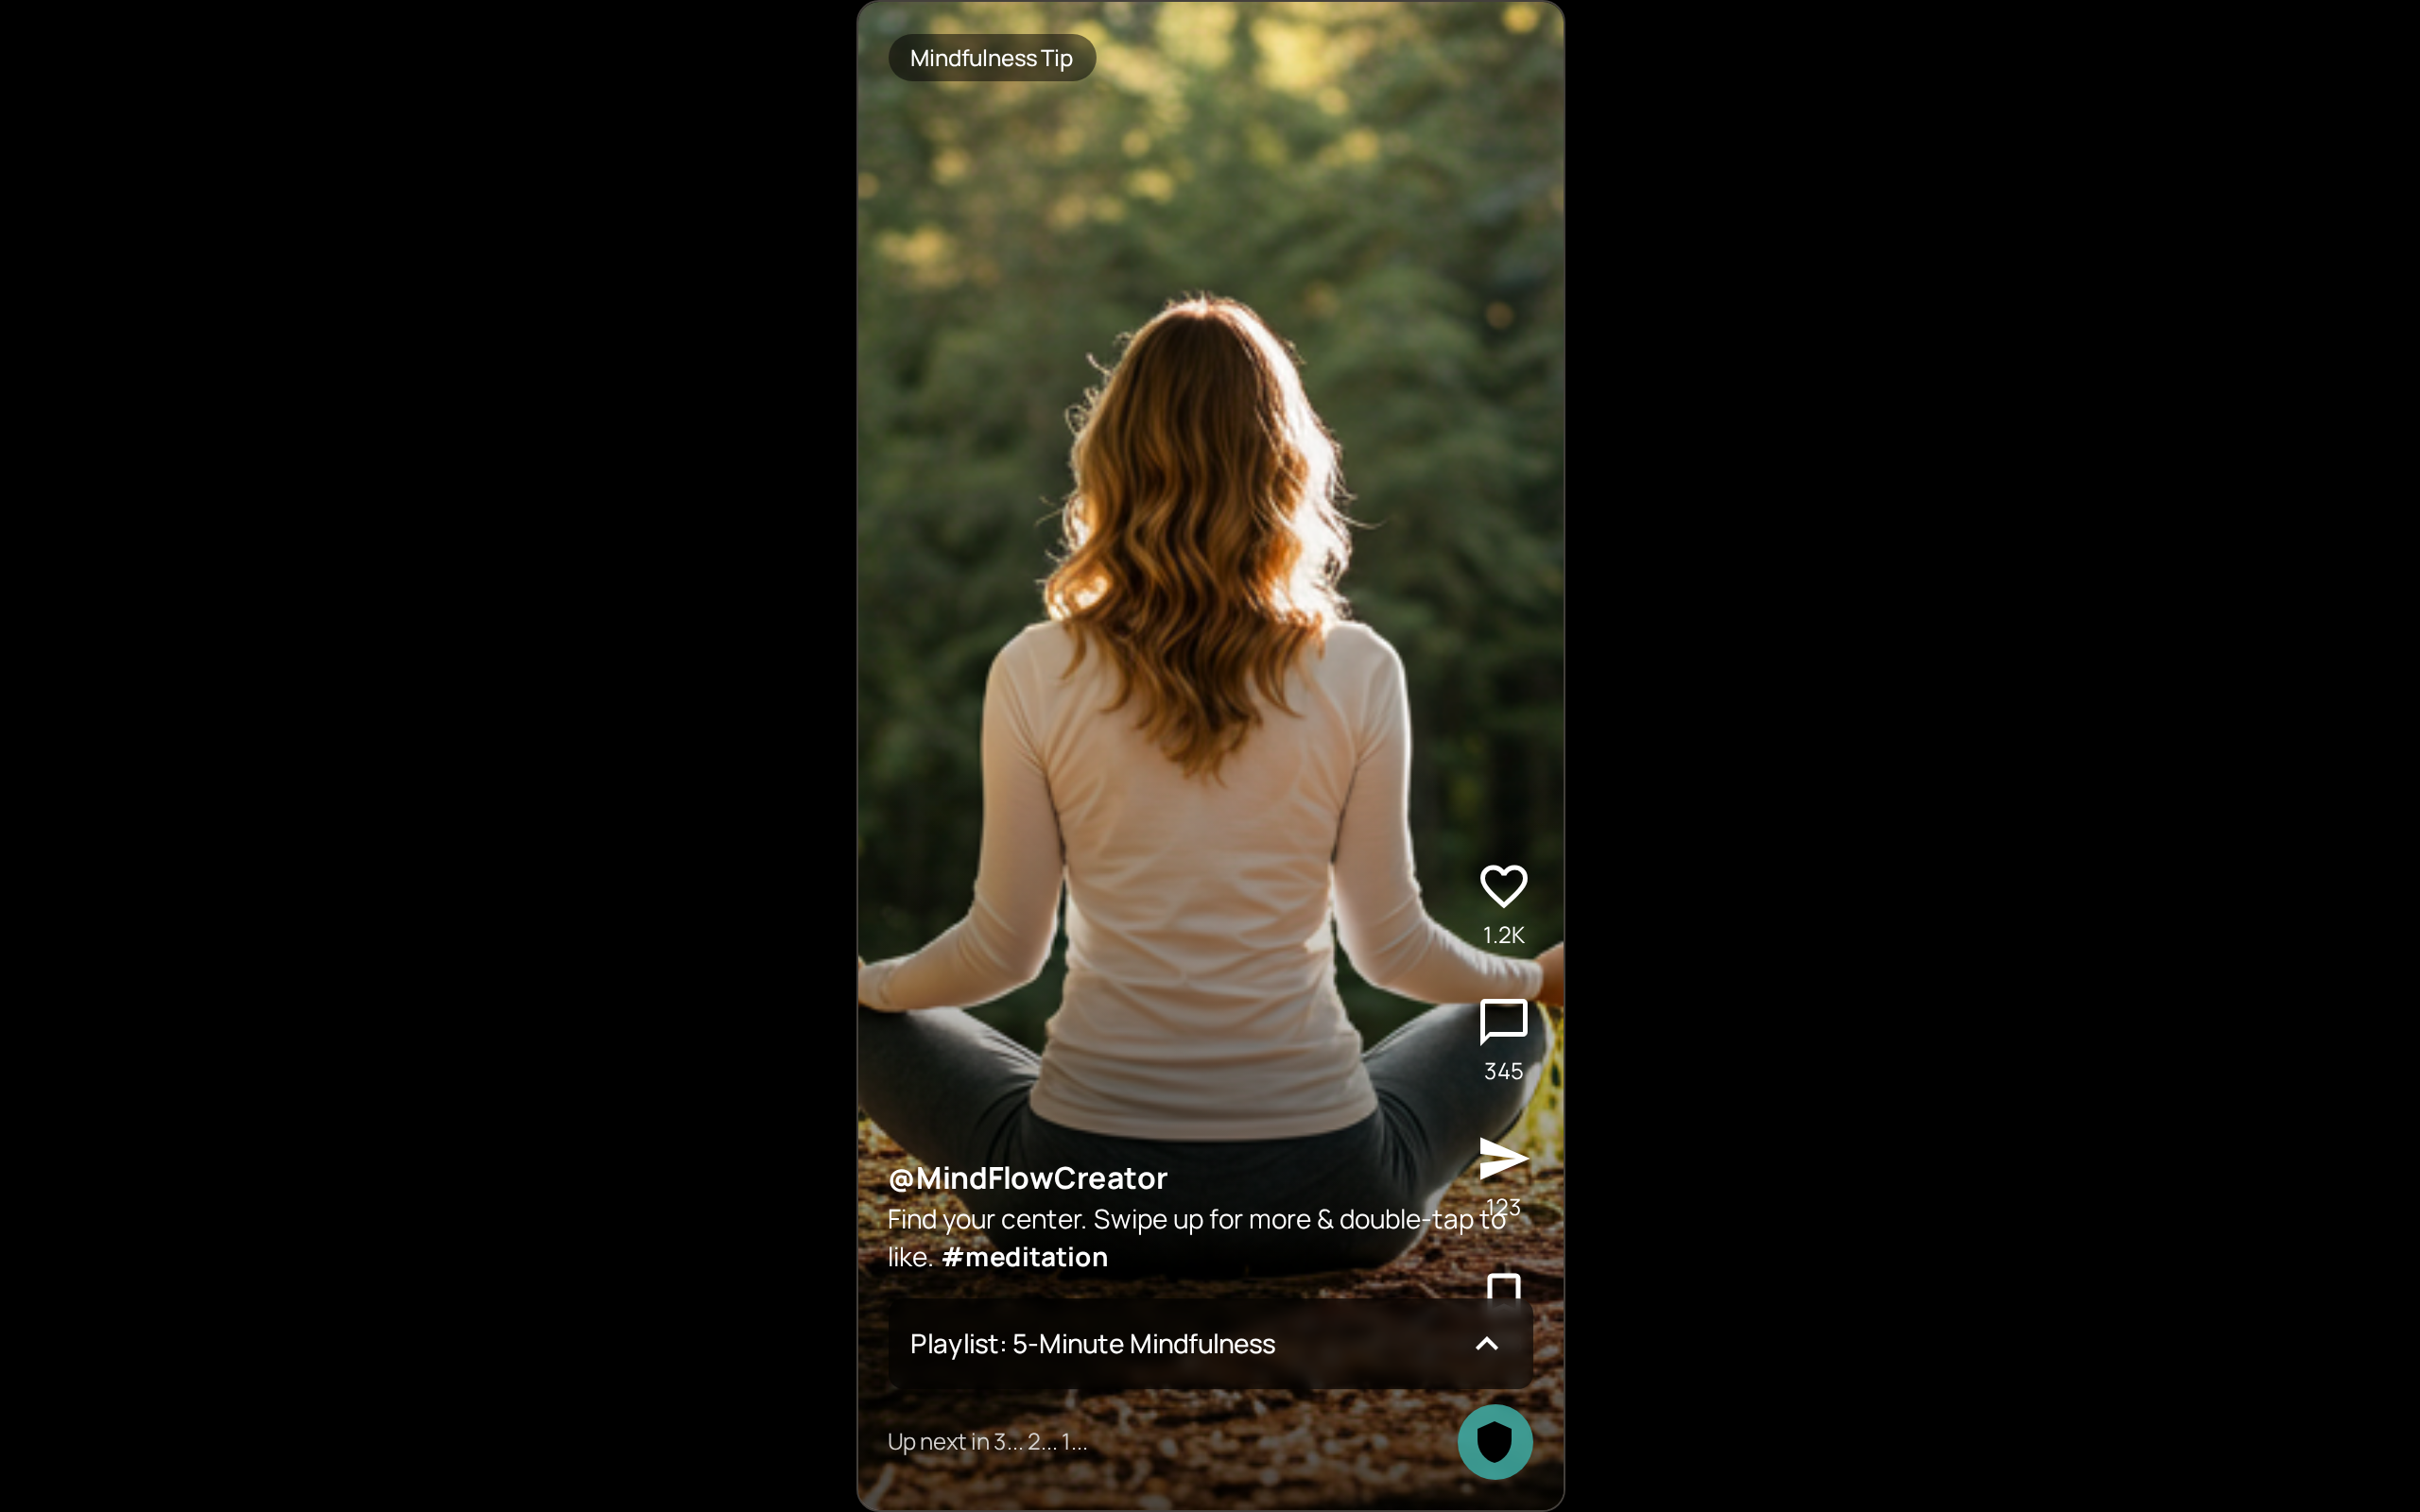 Mindfulness Tip
1.2K
345
123
@MindFlowCreator
Find your center. Swipe up for more & double-tap to
like. #meditation
Playlist: 5-Minute Mindfulness
Up next in 3... 2... 1...